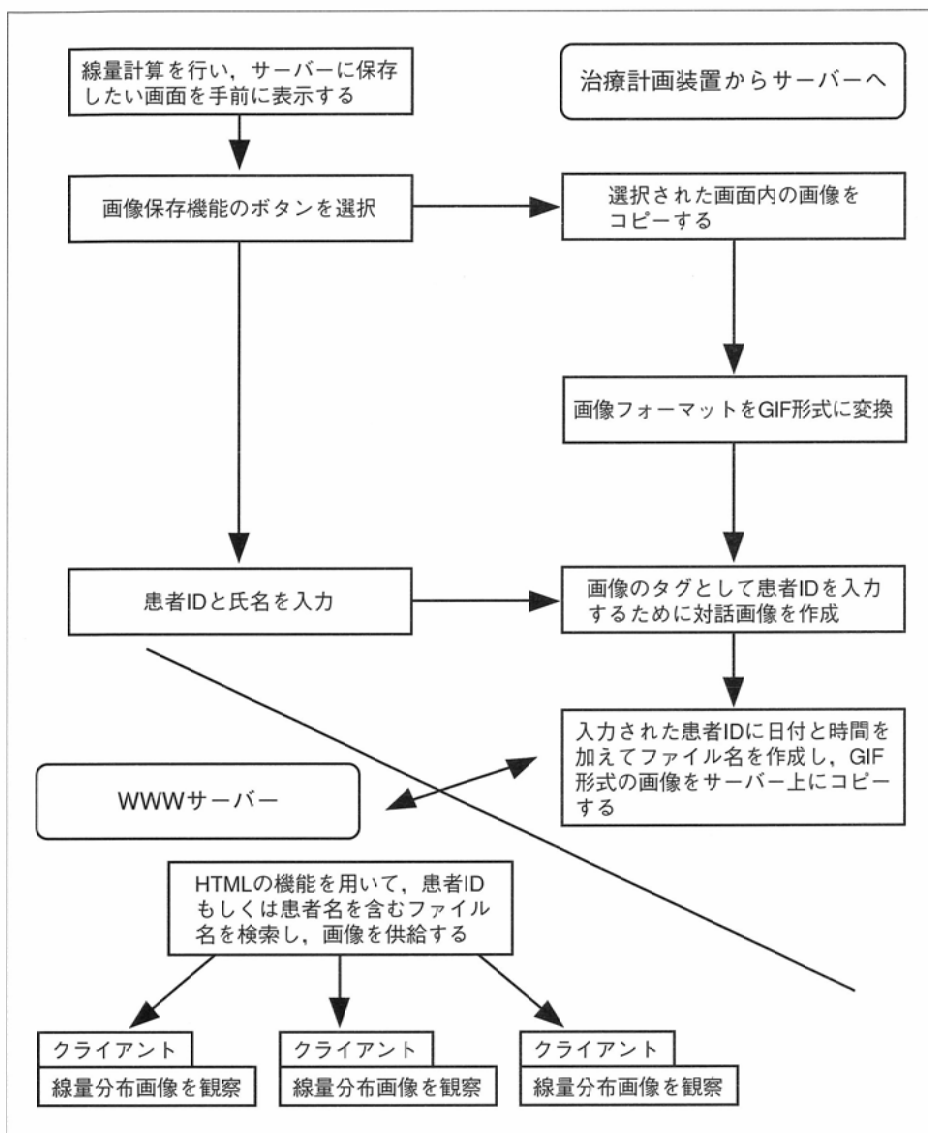 線量計算を行い，サーバーに保存
したい画面を手前に表示する
治療計画装置からサーバーへ
画像保存機能のボタンを選択
選択された画面内の画像を
コピーする
画像フォーマットをGIF形式に変換
患者IDと氏名を入力
画像のタグとして患者IDを入力
するために対話画像を作成
入力された患者IDに日付と時間を
加えてファイル名を作成し，GIF
形式の画像をサーバー上にコピー
する
WWWサーバー
HTMLの機能を用いて，患者ID
もしくは患者名を含むファイル
名を検索し，画像を供給する
クライアント
線量分布画像を観察
クライアント
線量分布画像を観察
クライアント
線量分布画像を観察